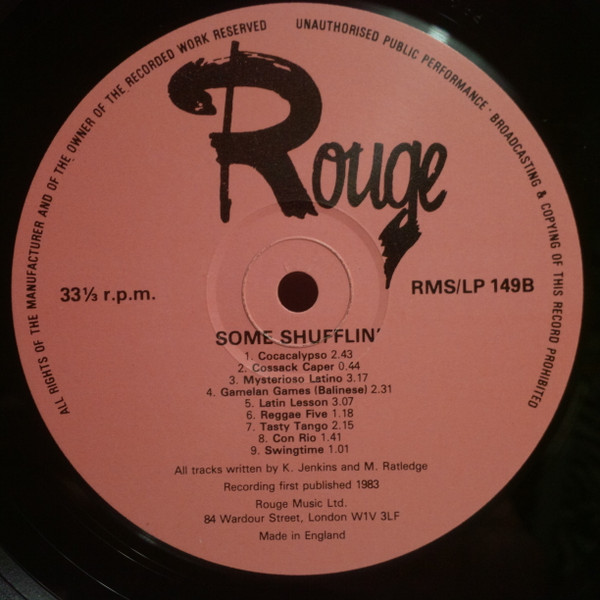 ALL RIGHTS OF THE MANUFACTURER AND OF THE OWNER OF THE RECORDED WORK RESERVED
UNAUTHORISED PUBLIC PERFORMANCE · BROADCASTING & COPYING OF THIS RECORD PROHIBITED
Rouge
33⅓ r.p.m.
RMS/LP 149B
SOME SHUFFLIN'
1. Cocacalypso 2.43
2. Cossack Caper 0.44
3. Mysterioso Latino 3.17
4. Gamelan Games (Balinese) 2.31
5. Latin Lesson 3.07
6. Reggae Five 1.18
7. Tasty Tango 2.15
8. Con Rio 1.41
9. Swingtime 1.01
All tracks written by K. Jenkins and M. Ratledge
Recording first published 1983
Rouge Music Ltd.
84 Wardour Street, London W1V 3LF
Made in England